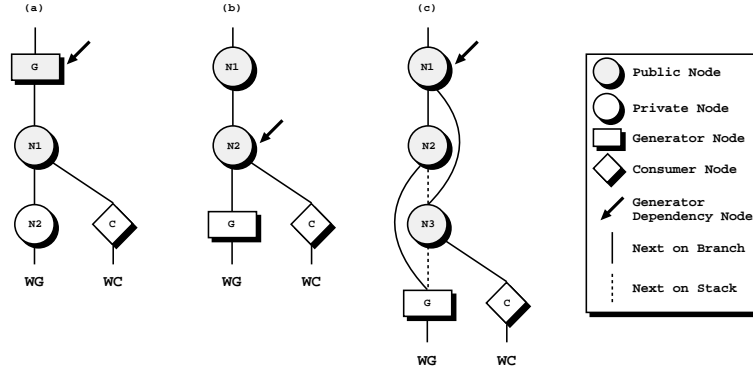 (a)
G
N1
N2
C
WG
WC
(b)
N1
N2
G
C
WG
WC
(c)
N1
N2
N3
G
C
WG
WC
Public Node
Private Node
Generator Node
Consumer Node
Generator
Dependency Node
Next on Branch
Next on Stack